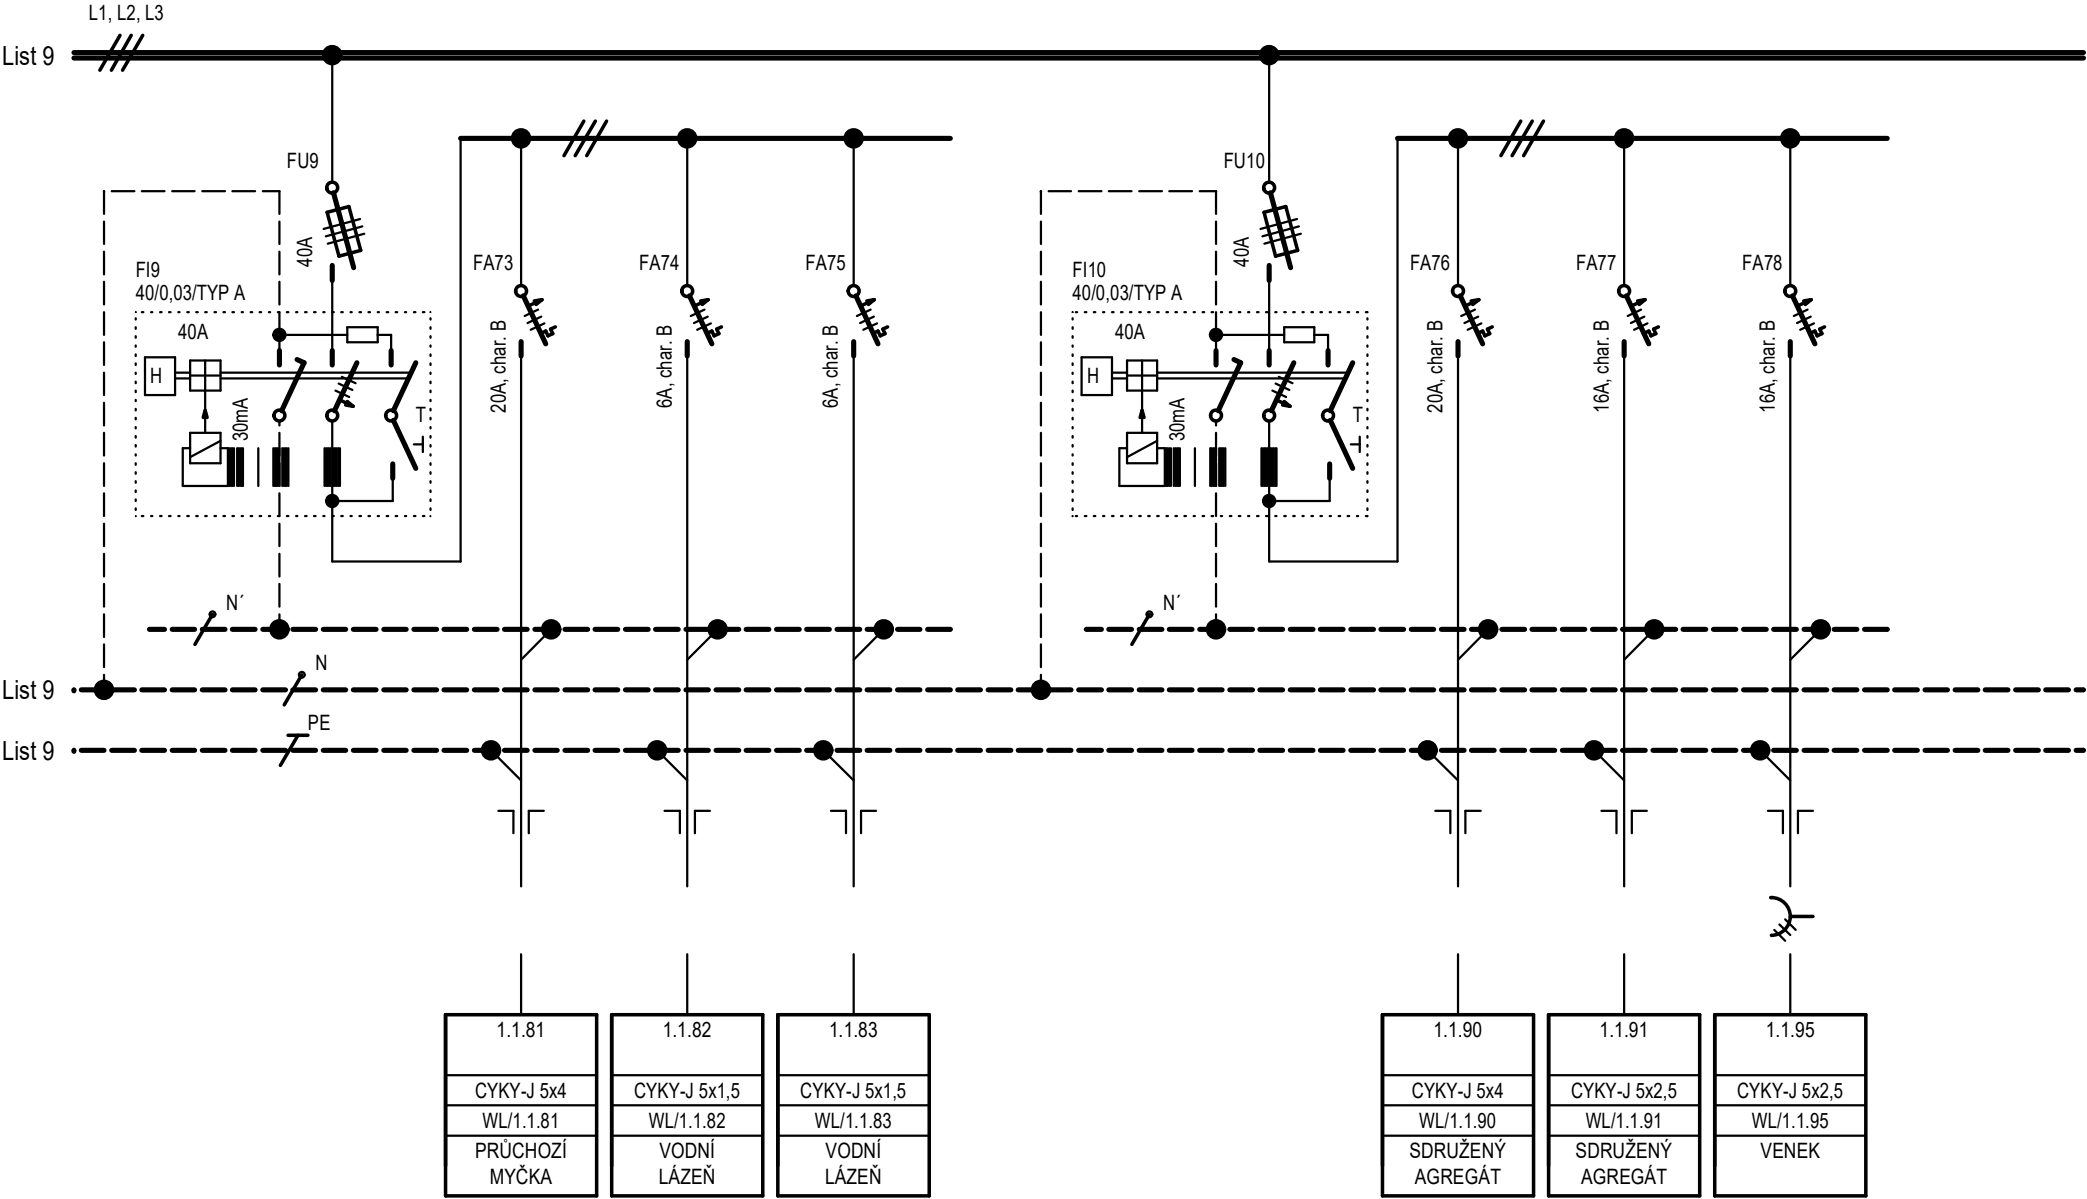 L1, L2, L3
List 9
FU9
40A
FI9
40/0,03/TYP A
40A
H
30mA
T
FA73
20A, char. B
FA74
6A, char. B
FA75
6A, char. B
FU10
40A
FI10
40/0,03/TYP A
40A
H
30mA
T
FA76
20A, char. B
FA77
16A, char. B
FA78
16A, char. B
N´
N´
List 9
N
List 9
PE
1.1.81
CYKY-J 5x4
WL/1.1.81
PRŮCHOZÍ
MYČKA
1.1.82
CYKY-J 5x1,5
WL/1.1.82
VODNÍ
LÁZEŇ
1.1.83
CYKY-J 5x1,5
WL/1.1.83
VODNÍ
LÁZEŇ
1.1.90
CYKY-J 5x4
WL/1.1.90
SDRUŽENÝ
AGREGÁT
1.1.91
CYKY-J 5x2,5
WL/1.1.91
SDRUŽENÝ
AGREGÁT
1.1.95
CYKY-J 5x2,5
WL/1.1.95
VENEK